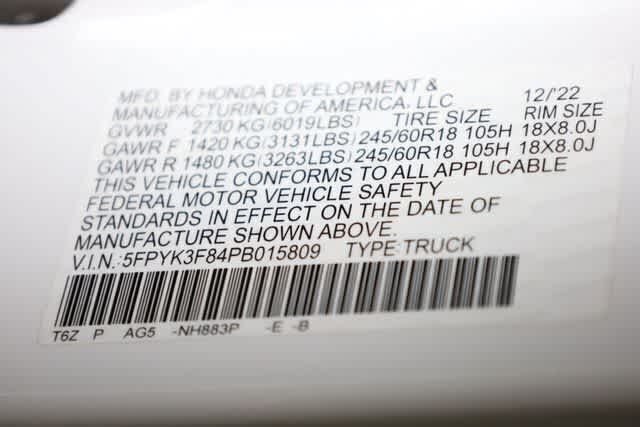 MFD. BY HONDA DEVELOPMENT &
MANUFACTURING OF AMERICA, LLC 12/'22
GVWR 2730 KG(6019LBS) TIRE SIZE RIM SIZE
GAWR F 1420 KG(3131LBS) 245/60R18 105H 18X8.0J
GAWR R 1480 KG(3263LBS) 245/60R18 105H 18X8.0J
THIS VEHICLE CONFORMS TO ALL APPLICABLE
FEDERAL MOTOR VEHICLE SAFETY
STANDARDS IN EFFECT ON THE DATE OF
MANUFACTURE SHOWN ABOVE.
V.I.N.:5FPYK3F84PB015809 TYPE:TRUCK
T6Z P AG5 -NH883P -E -B